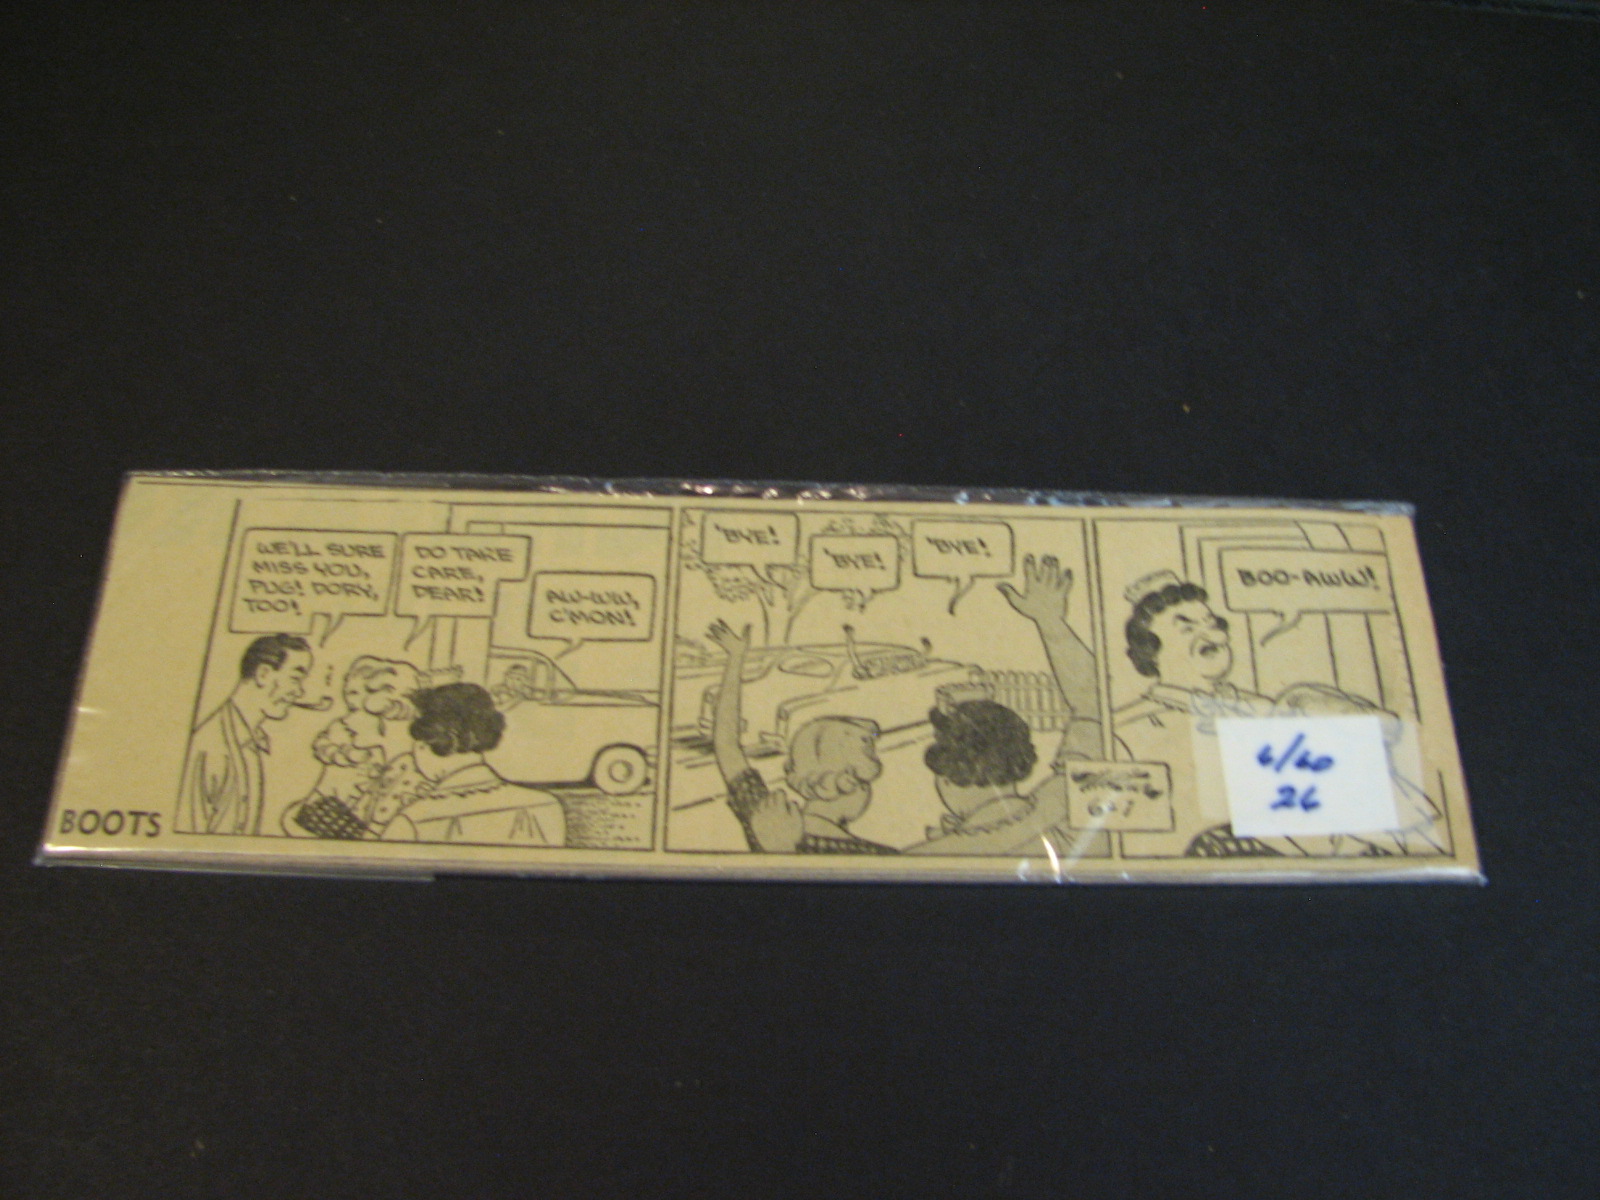 WE'LL SURE
MISS YOU,
PUG! DORY,
TOO!
DO TAKE
CARE,
DEAR!
AW-WW,
C'MON!
'BYE!
'BYE!
'BYE!
BOO-AWW!
6/60
26
BOOTS